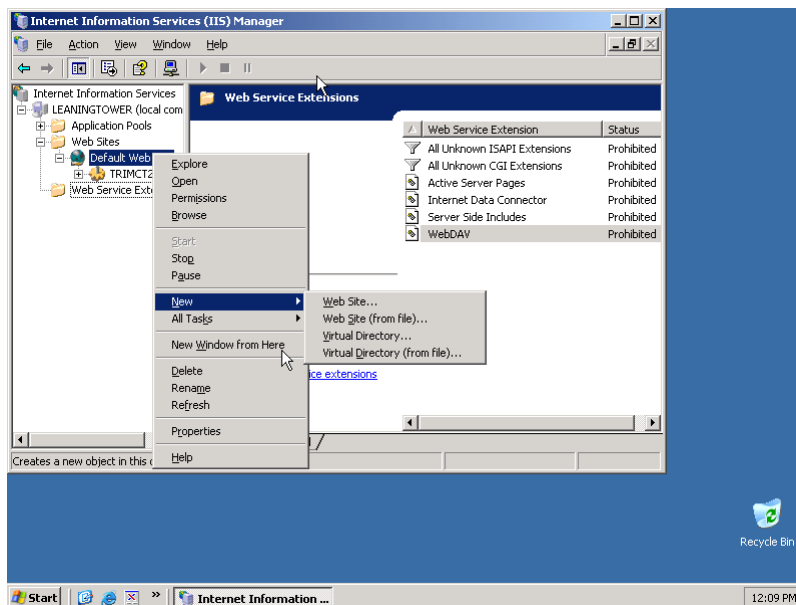 Internet Information Services (IIS) Manager
File Action View Window Help
Internet Information Services
LEANINGTOWER (local com
Application Pools
Web Sites
Default Web
TRIMCT2
Web Service Exte
Web Service Extensions
Web Service Extension Status
All Unknown ISAPI Extensions Prohibited
All Unknown CGI Extensions Prohibited
Active Server Pages Prohibited
Internet Data Connector Prohibited
Server Side Includes Prohibited
WebDAV Prohibited
Explore
Open
Permissions
Browse
Start
Stop
Pause
New
All Tasks
New Window from Here
Delete
Rename
Refresh
Properties
Help
Web Site...
Web Site (from file)...
Virtual Directory...
Virtual Directory (from file)...
ice extensions
Creates a new object in this
Recycle Bin
Start » Internet Information ... 12:09 PM